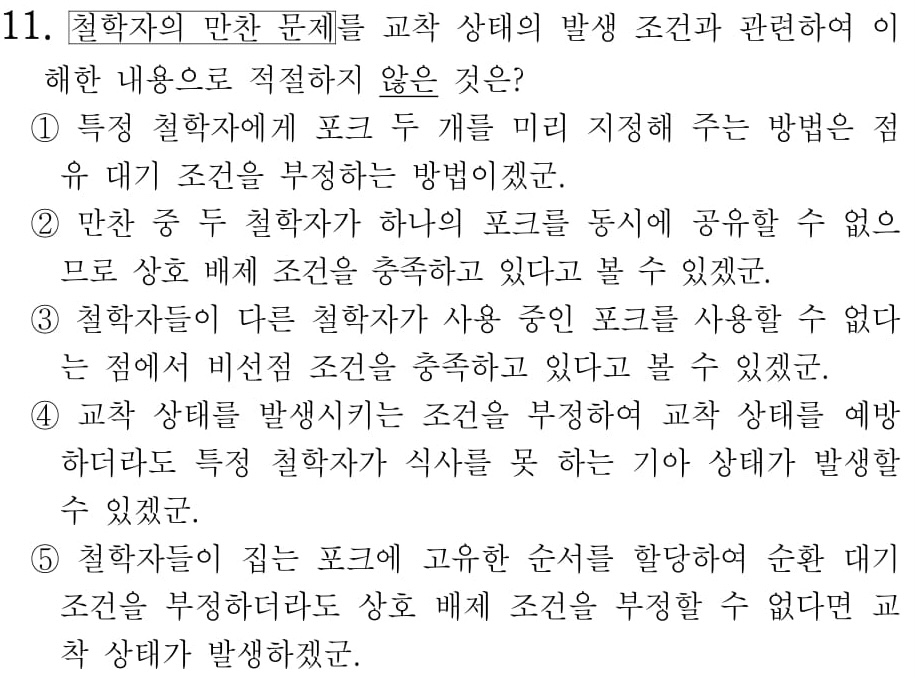 11. 철학자의 만찬 문제를 교착 상태의 발생 조건과 관련하여 이
해한 내용으로 적절하지 않은 것은?
① 특정 철학자에게 포크 두 개를 미리 지정해 주는 방법은 점
유 대기 조건을 부정하는 방법이겠군.
② 만찬 중 두 철학자가 하나의 포크를 동시에 공유할 수 없으
므로 상호 배제 조건을 충족하고 있다고 볼 수 있겠군.
③ 철학자들이 다른 철학자가 사용 중인 포크를 사용할 수 없다
는 점에서 비선점 조건을 충족하고 있다고 볼 수 있겠군.
④ 교착 상태를 발생시키는 조건을 부정하여 교착 상태를 예방
하더라도 특정 철학자가 식사를 못 하는 기아 상태가 발생할
수 있겠군.
⑤ 철학자들이 집는 포크에 고유한 순서를 할당하여 순환 대기
조건을 부정하더라도 상호 배제 조건을 부정할 수 없다면 교
착 상태가 발생하겠군.